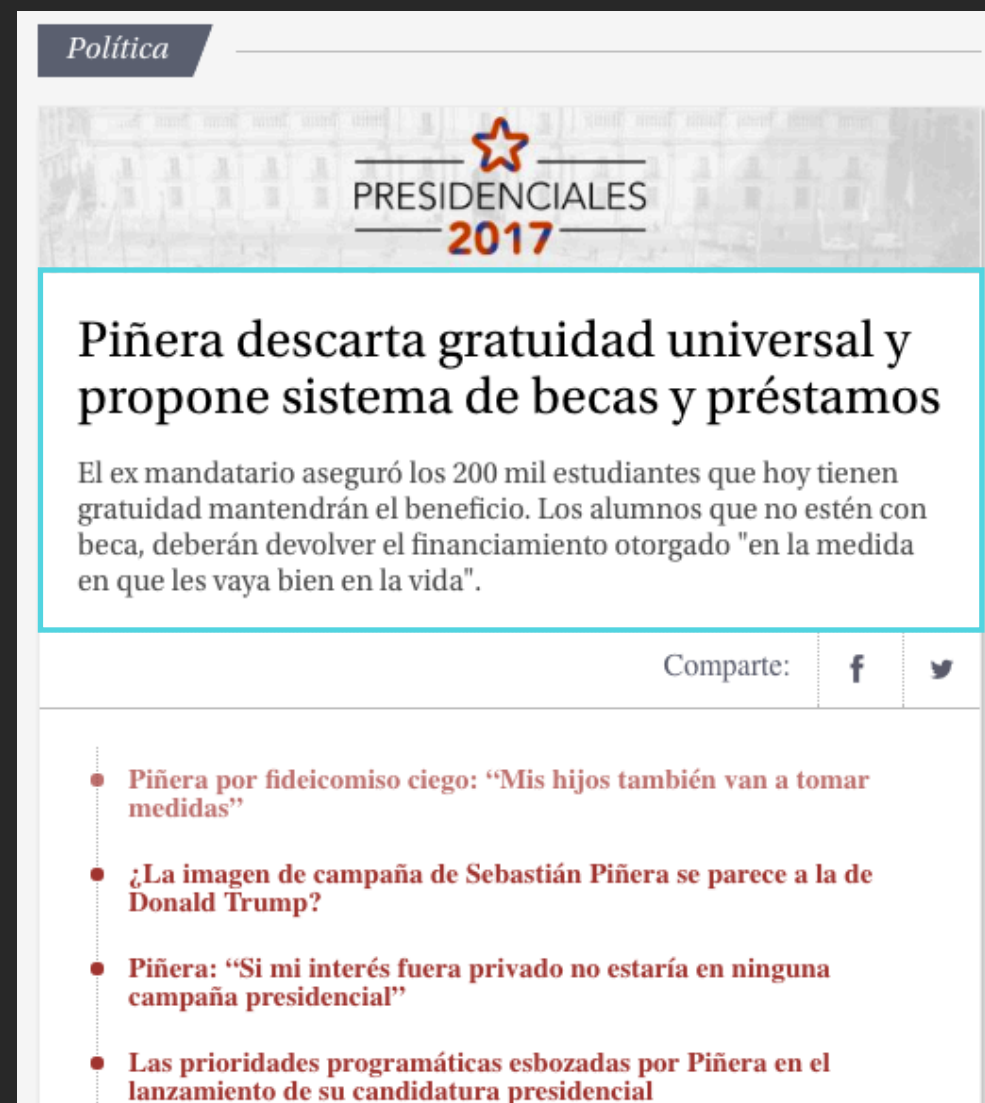 Política
PRESIDENCIALES
2017
Piñera descarta gratuidad universal y
propone sistema de becas y préstamos
El ex mandatario aseguró los 200 mil estudiantes que hoy tienen
gratuidad mantendrán el beneficio. Los alumnos que no estén con
beca, deberán devolver el financiamiento otorgado "en la medida
en que les vaya bien en la vida".
Comparte:
Piñera por fideicomiso ciego: “Mis hijos también van a tomar
medidas”
¿La imagen de campaña de Sebastián Piñera se parece a la de
Donald Trump?
Piñera: “Si mi interés fuera privado no estaría en ninguna
campaña presidencial”
Las prioridades programáticas esbozadas por Piñera en el
lanzamiento de su candidatura presidencial